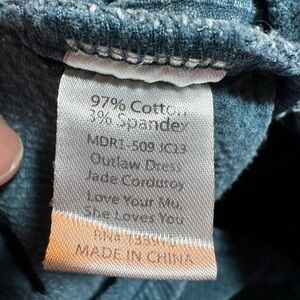 97% Cotton
3% Spandex
MDR1-509 JC13
Outlaw Dress
Jade Corduroy
Love Your Mu,
She Loves You
BN#
MADE IN CHINA